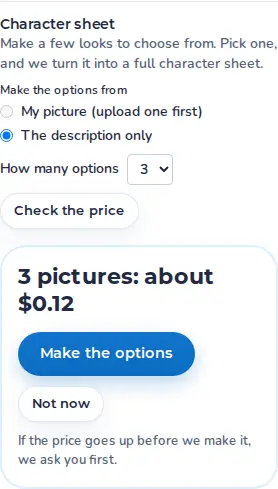 Character sheet
Make a few looks to choose from. Pick one,
and we turn it into a full character sheet.
Make the options from
My picture (upload one first)
The description only
How many options 3
Check the price
3 pictures: about
$0.12
Make the options
Not now
If the price goes up before we make it,
we ask you first.